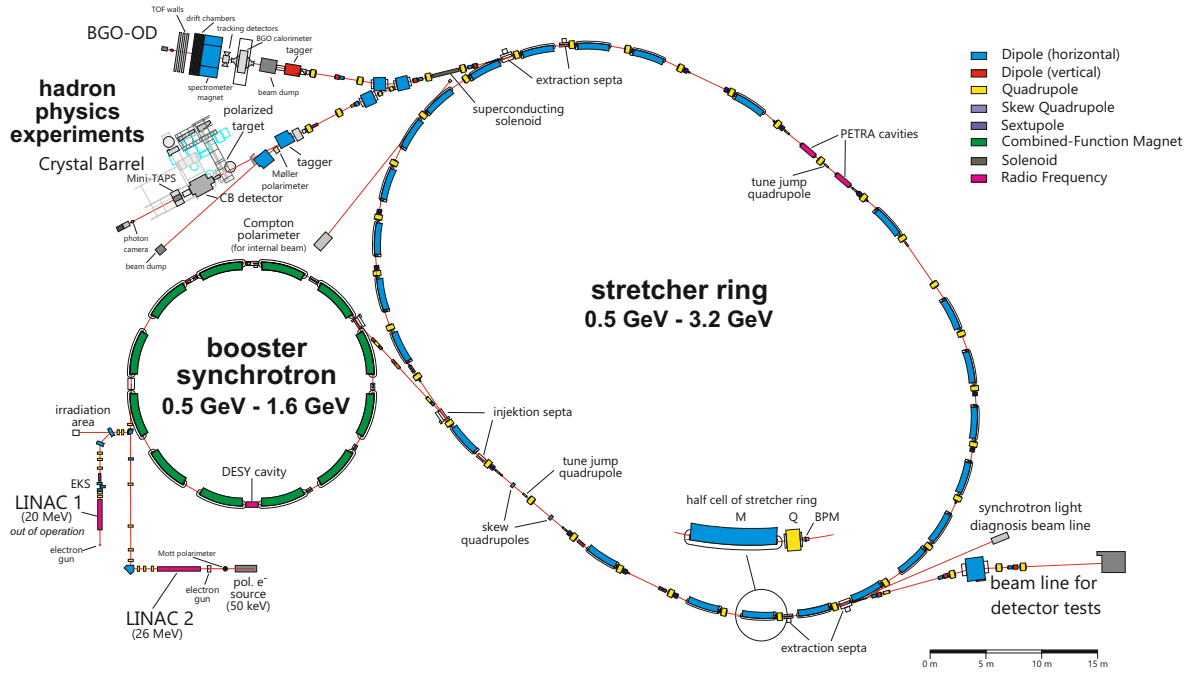 TOF walls
drift chambers
tracking detectors
BGO calorimeter
tagger
BGO-OD
spectrometer
magnet
beam dump
extraction septa
superconducting
solenoid
hadron
physics
experiments
polarized
target
Crystal Barrel
tagger
Møller
polarimeter
Mini-TAPS
CB detector
photon
camera
beam dump
Compton
polarimeter
(for internal beam)
PETRA cavities
tune jump
quadrupole
Dipole (horizontal)
Dipole (vertical)
Quadrupole
Skew Quadrupole
Sextupole
Combined-Function Magnet
Solenoid
Radio Frequency
stretcher ring
0.5 GeV - 3.2 GeV
booster
synchrotron
0.5 GeV - 1.6 GeV
DESY cavity
irradiation
area
EKS
LINAC 1
(20 MeV)
out of operation
electron
gun
Mott polarimeter
electron
gun
pol. e⁻
source
(50 keV)
LINAC 2
(26 MeV)
injektion septa
tune jump
quadrupole
skew
quadrupoles
half cell of stretcher ring
M
Q
BPM
synchrotron light
diagnosis beam line
beam line for
detector tests
extraction septa
0 m
5 m
10 m
15 m